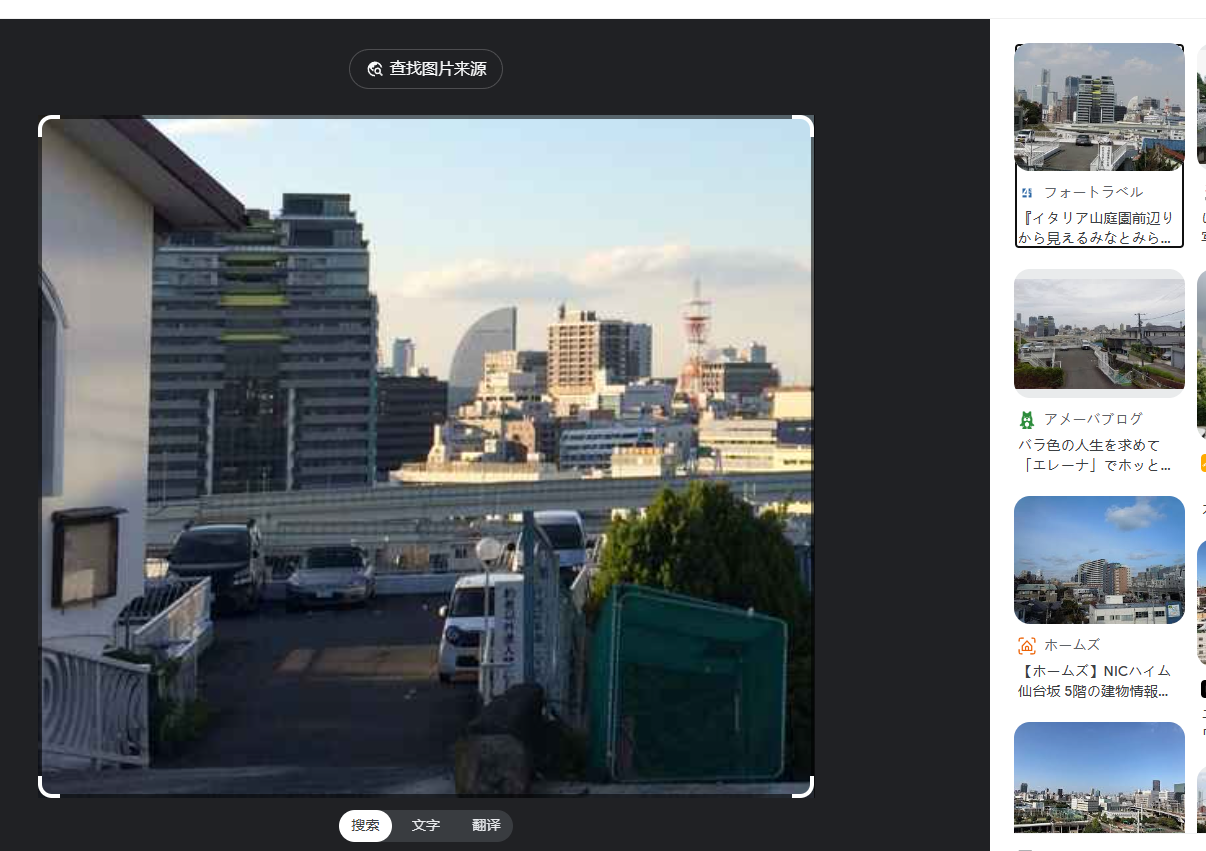 查找图片来源
搜索
文字
翻译
フォートラベル
『イタリア山庭園前辺り
から見えるみなとみら...
アメーバブログ
バラ色の人生を求めて
「エレーナ」でホッと...
ホームズ
【ホームズ】NICハイム
仙台坂 5階の建物情報...